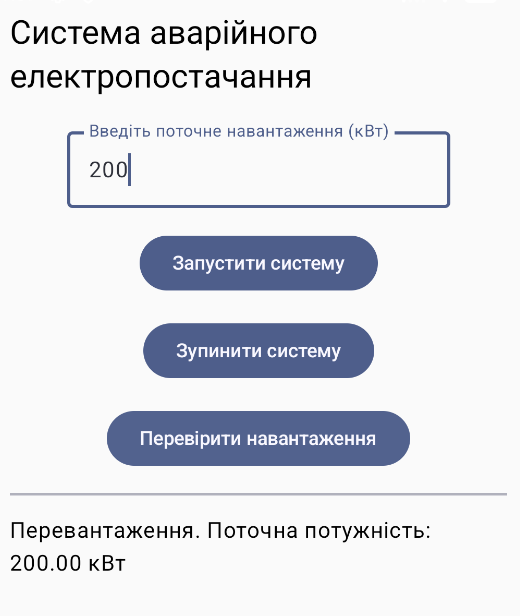 Система аварійного
електропостачання
Введіть поточне навантаження (кВт)
200
Запустити систему
Зупинити систему
Перевірити навантаження
Перевантаження. Поточна потужність:
200.00 кВт